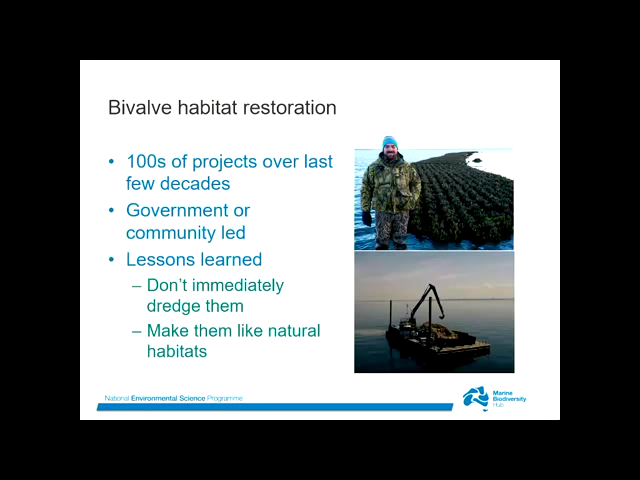 Bivalve habitat restoration
• 100s of projects over last
few decades
• Government or
community led
• Lessons learned
– Don't immediately
dredge them
– Make them like natural
habitats
National Environmental Science Programme
Marine
Biodiversity
Hub